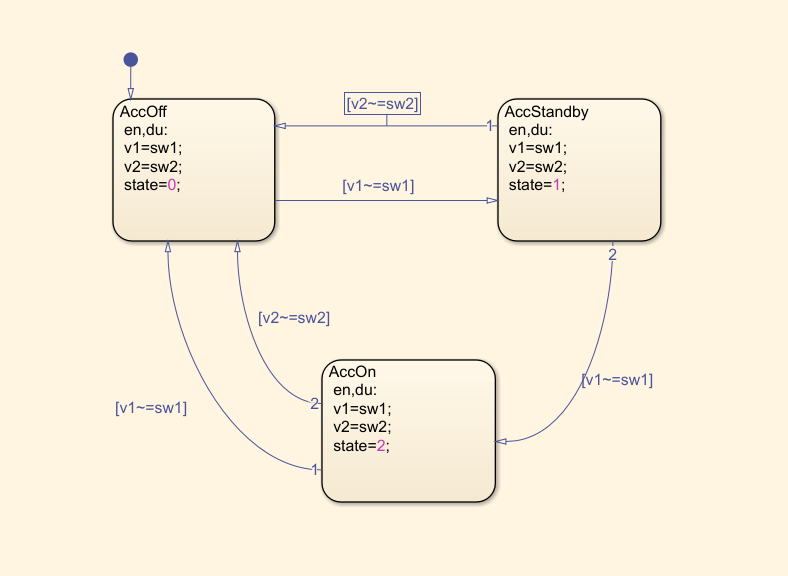 AccOff
en,du:
v1=sw1;
v2=sw2;
state=0;
[v2~=sw2]
1
[v1~=sw1]
AccStandby
en,du:
v1=sw1;
v2=sw2;
state=1;
2
[v2~=sw2]
[v1~=sw1]
[v1~=sw1]
AccOn
en,du:
v1=sw1;
v2=sw2;
state=2;
2
1